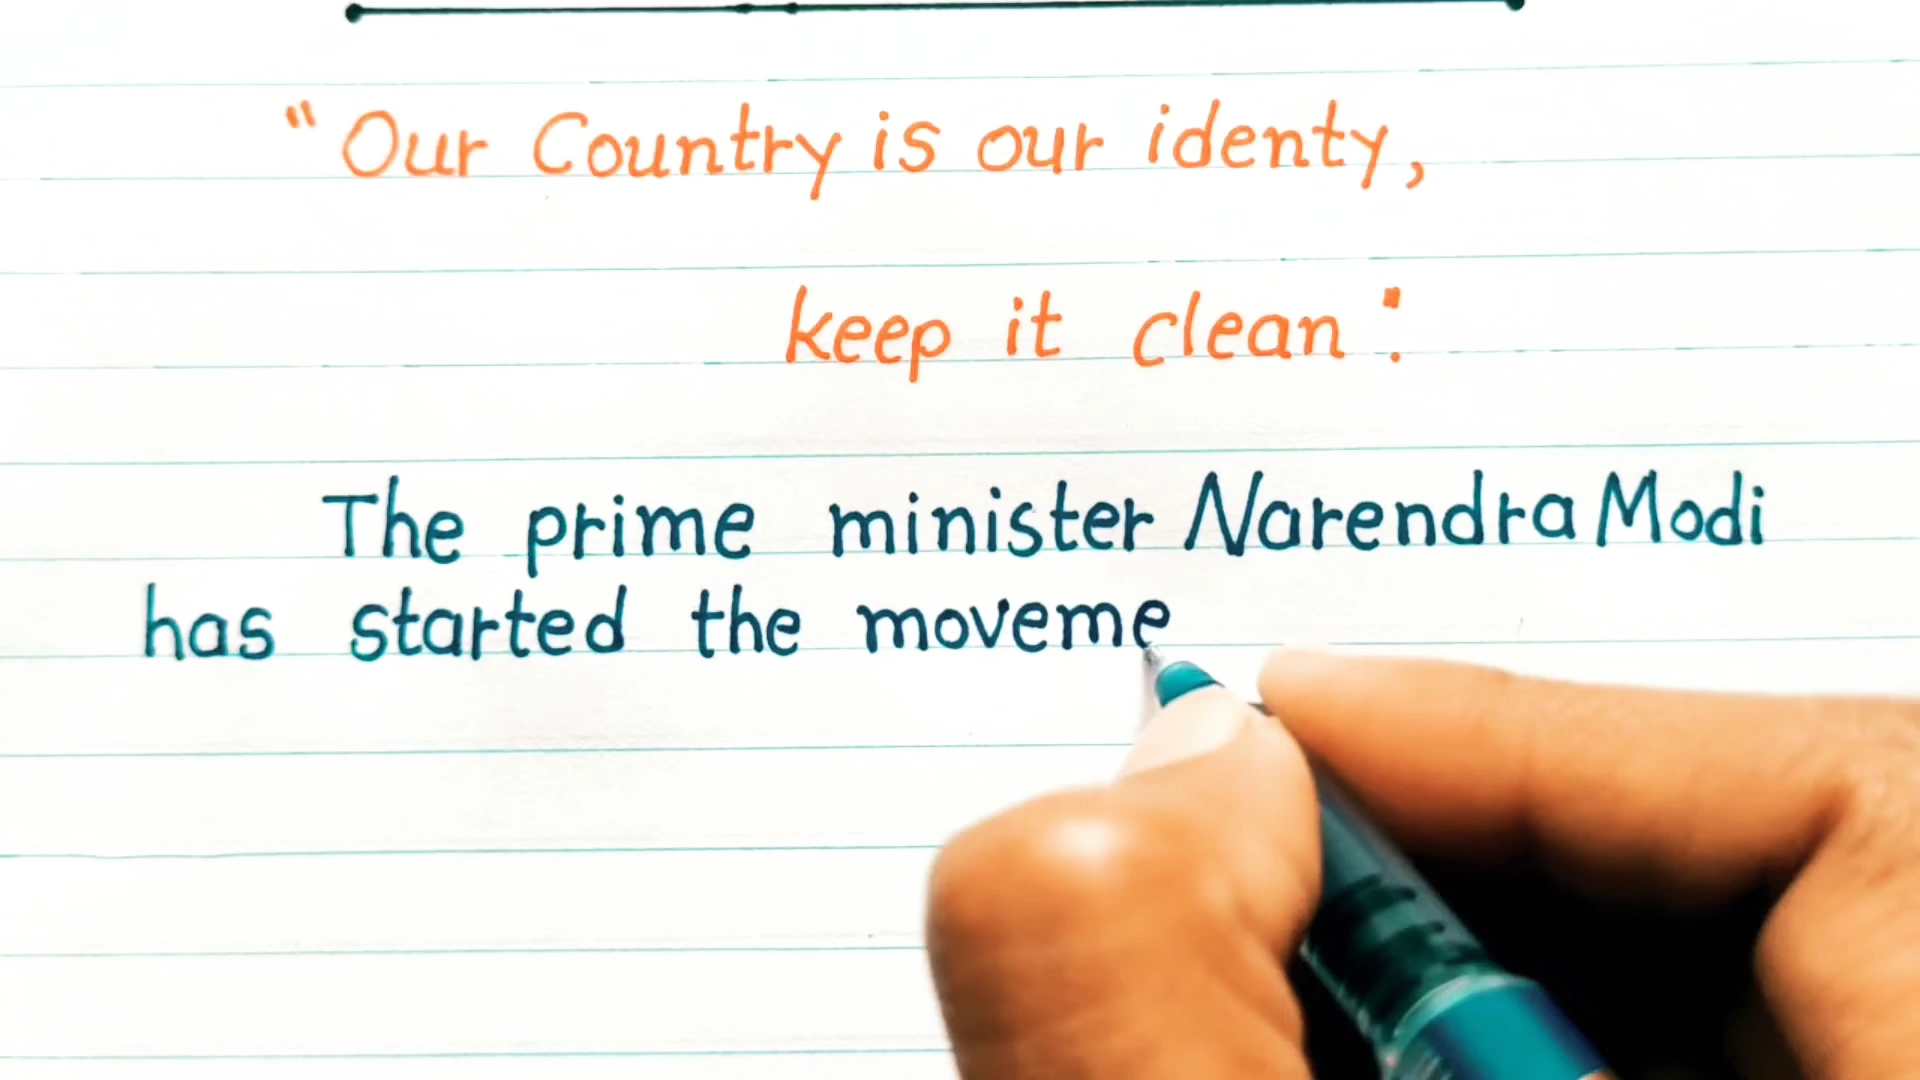 "Our Country is our identy,
keep it clean :
The prime minister Narendra Modi
has started the moveme